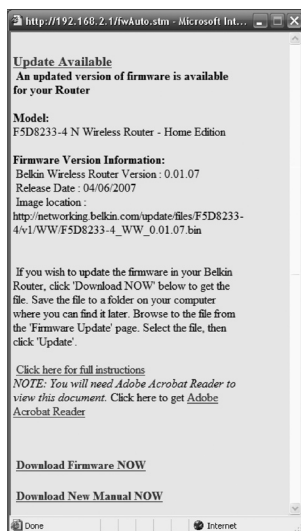 http://192.168.2.1/fwAuto.stm - Microsoft Int...
Update Available
An updated version of firmware is available
for your Router
Model:
F5D8233-4 N Wireless Router - Home Edition
Firmware Version Information:
Belkin Wireless Router Version : 0.01.07
Release Date : 04/06/2007
Image location :
http://networking.belkin.com/update/files/F5D8233-
4/v1/WW/F5D8233-4_WW_0.01.07.bin
If you wish to update the firmware in your Belkin
Router, click 'Download NOW' below to get the
file. Save the file to a folder on your computer
where you can find it later. Browse to the file from
the 'Firmware Update' page. Select the file, then
click 'Update'.
Click here for full instructions
NOTE: You will need Adobe Acrobat Reader to
view this document. Click here to get Adobe
Acrobat Reader
Download Firmware NOW
Download New Manual NOW
Done Internet